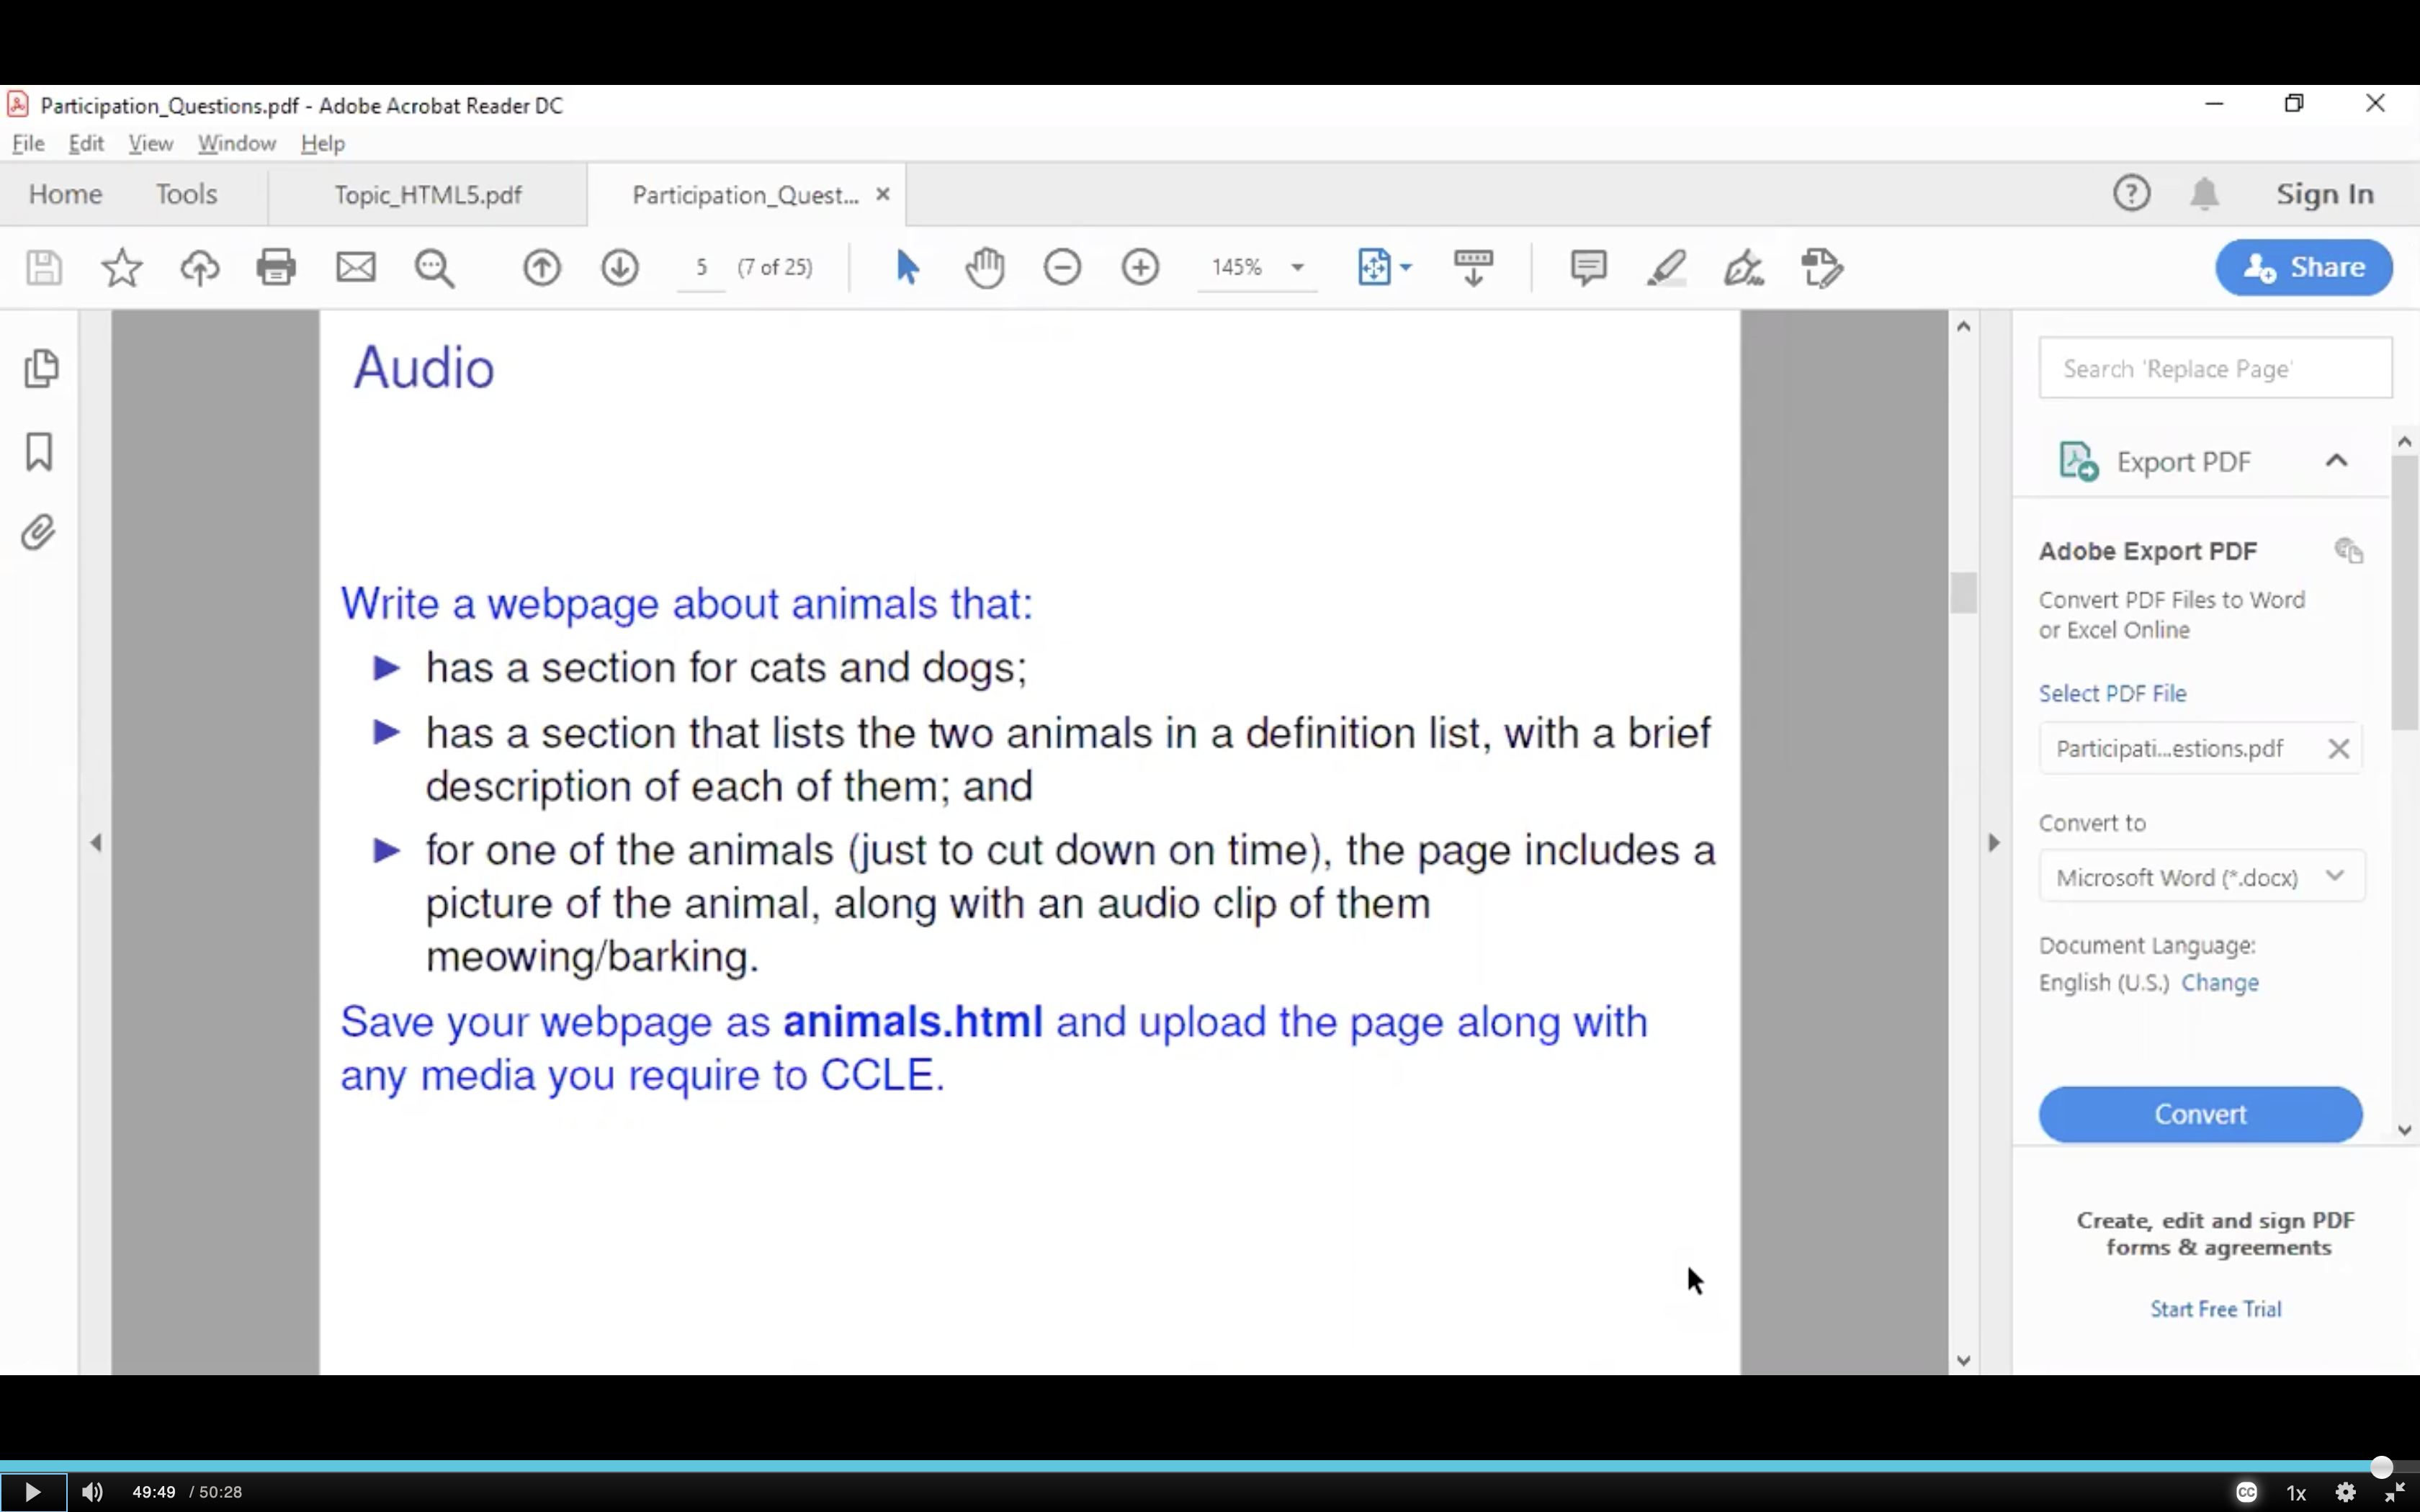 Participation_Questions.pdf - Adobe Acrobat Reader DC
File Edit View Window Help
Home Tools Topic_HTML5.pdf Participation_Quest... Sign In
5 (7 of 25) 145% Share
Audio
Write a webpage about animals that:
has a section for cats and dogs;
has a section that lists the two animals in a definition list, with a brief
description of each of them; and
for one of the animals (just to cut down on time), the page includes a
picture of the animal, along with an audio clip of them
meowing/barking.
Save your webpage as animals.html and upload the page along with
any media you require to CCLE.
Search 'Replace Page'
Export PDF
Adobe Export PDF
Convert PDF Files to Word
or Excel Online
Select PDF File
Participati...estions.pdf
Convert to
Microsoft Word (*.docx)
Document Language:
English (U.S.) Change
Convert
Create, edit and sign PDF
forms & agreements
Start Free Trial
49:49 / 50:28 CC 1x